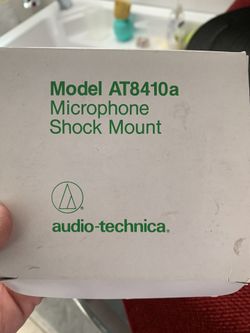 Model AT8410a
Microphone
Shock Mount
audio-technica®